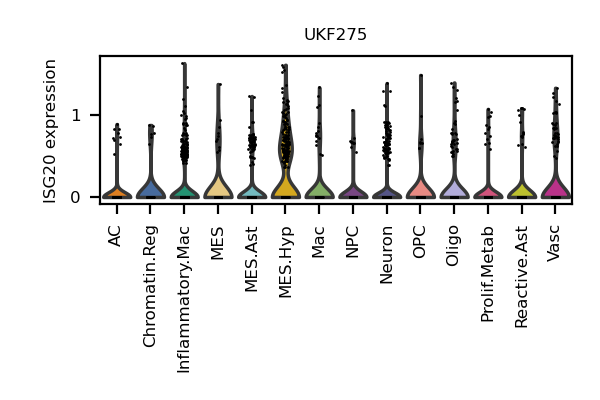 UKF275
ISG20 expression
1
0
AC
Chromatin.Reg
Inflammatory.Mac
MES
MES.Ast
MES.Hyp
Mac
NPC
Neuron
OPC
Oligo
Prolif.Metab
Reactive.Ast
Vasc